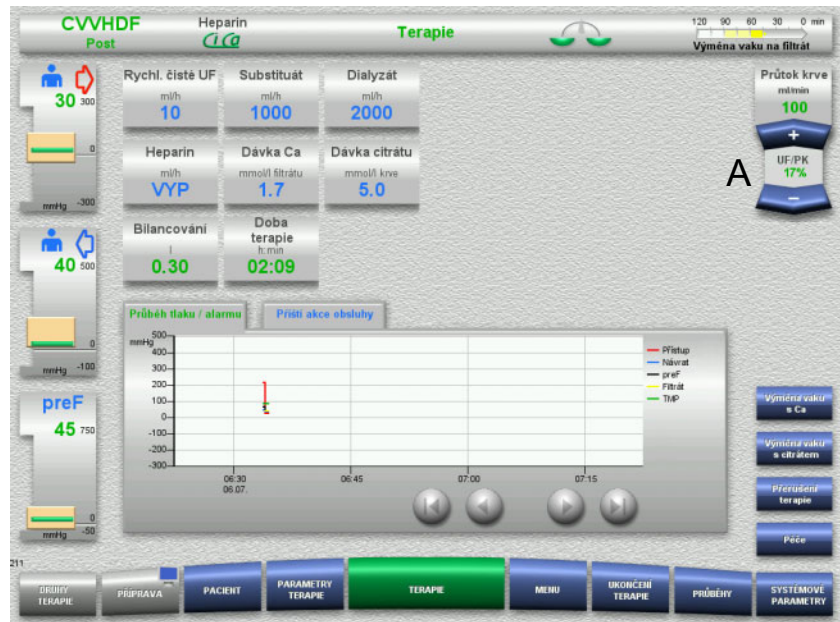 CVVHDF
Post
Heparin
CiCa
Terapie
120 90 60 30 0 min
Výměna vaku na filtrát
30
300
0
mmHg -300
40
500
0
mmHg -100
preF
45
750
0
mmHg -50
Rychl. čisté UF
ml/h
10
Substituát
ml/h
1000
Dialyzát
ml/h
2000
Heparin
ml/h
VYP
Dávka Ca
mmol/l filtrátu
1.7
Dávka citrátu
mmol/l krve
5.0
Bilancování
l
0.30
Doba
terapie
h:min
02:09
Průtok krve
ml/min
100
+
UF/PK
17%
–
A
Průběh tlaku / alarmu
Příští akce obsluhy
mmHg
500
400
300
200
100
0
-100
-200
-300
06:30
06.07.
06:45
07:00
07:15
Přístup
Návrat
preF
Filtrát
TMP
Výměna vaku
s Ca
Výměna vaku
s citrátem
Přerušení
terapie
Péče
211
DRUHY
TERAPIE
PŘÍPRAVA
PACIENT
PARAMETRY
TERAPIE
TERAPIE
MENU
UKONČENÍ
TERAPIE
PRŮBĚHY
SYSTÉMOVÉ
PARAMETRY